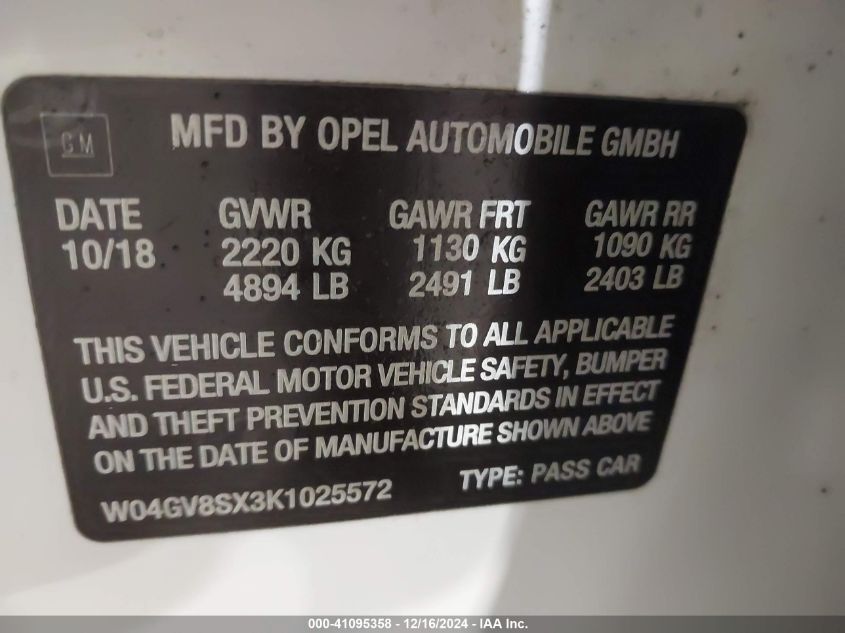 GM
MFD BY OPEL AUTOMOBILE GMBH
DATE GVWR GAWR FRT GAWR RR
10/18 2220 KG 1130 KG 1090 KG
4894 LB 2491 LB 2403 LB
THIS VEHICLE CONFORMS TO ALL APPLICABLE
U.S. FEDERAL MOTOR VEHICLE SAFETY, BUMPER
AND THEFT PREVENTION STANDARDS IN EFFECT
ON THE DATE OF MANUFACTURE SHOWN ABOVE
W04GV8SX3K1025572 TYPE: PASS CAR
000-41095358 - 12/16/2024 - IAA Inc.